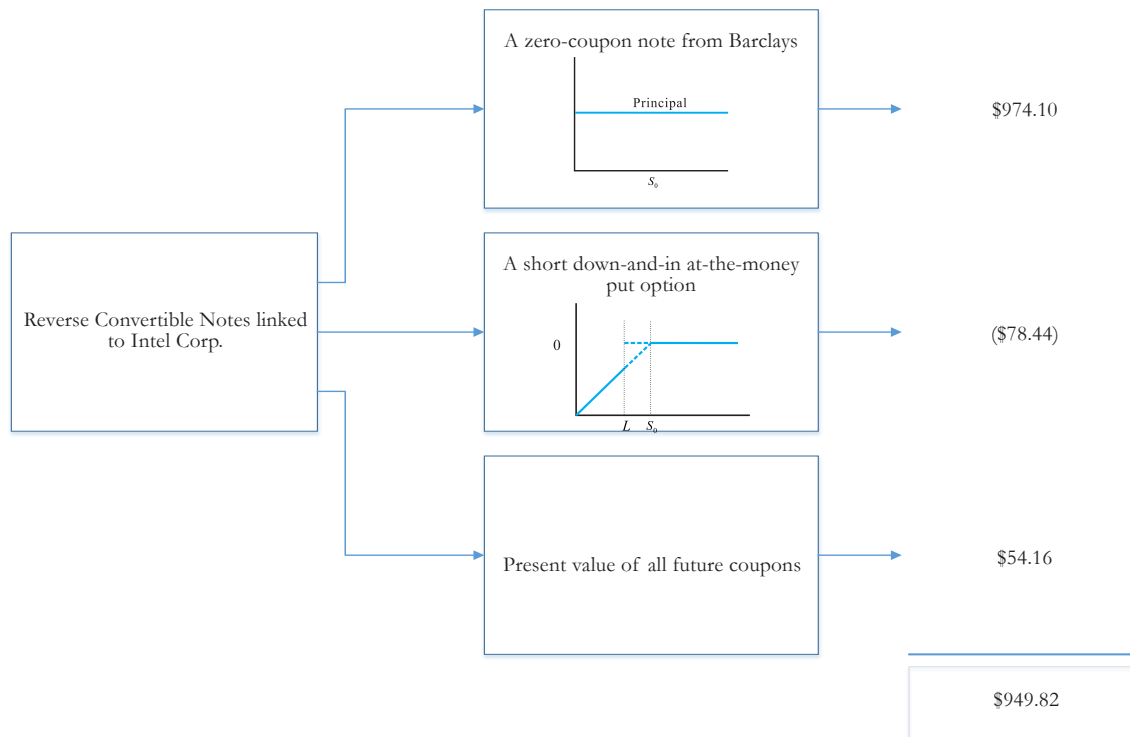 A zero-coupon note from Barclays
Principal
S₀
$974.10
Reverse Convertible Notes linked
to Intel Corp.
A short down-and-in at-the-money
put option
0
L S₀
($78.44)
Present value of all future coupons
$54.16
$949.82